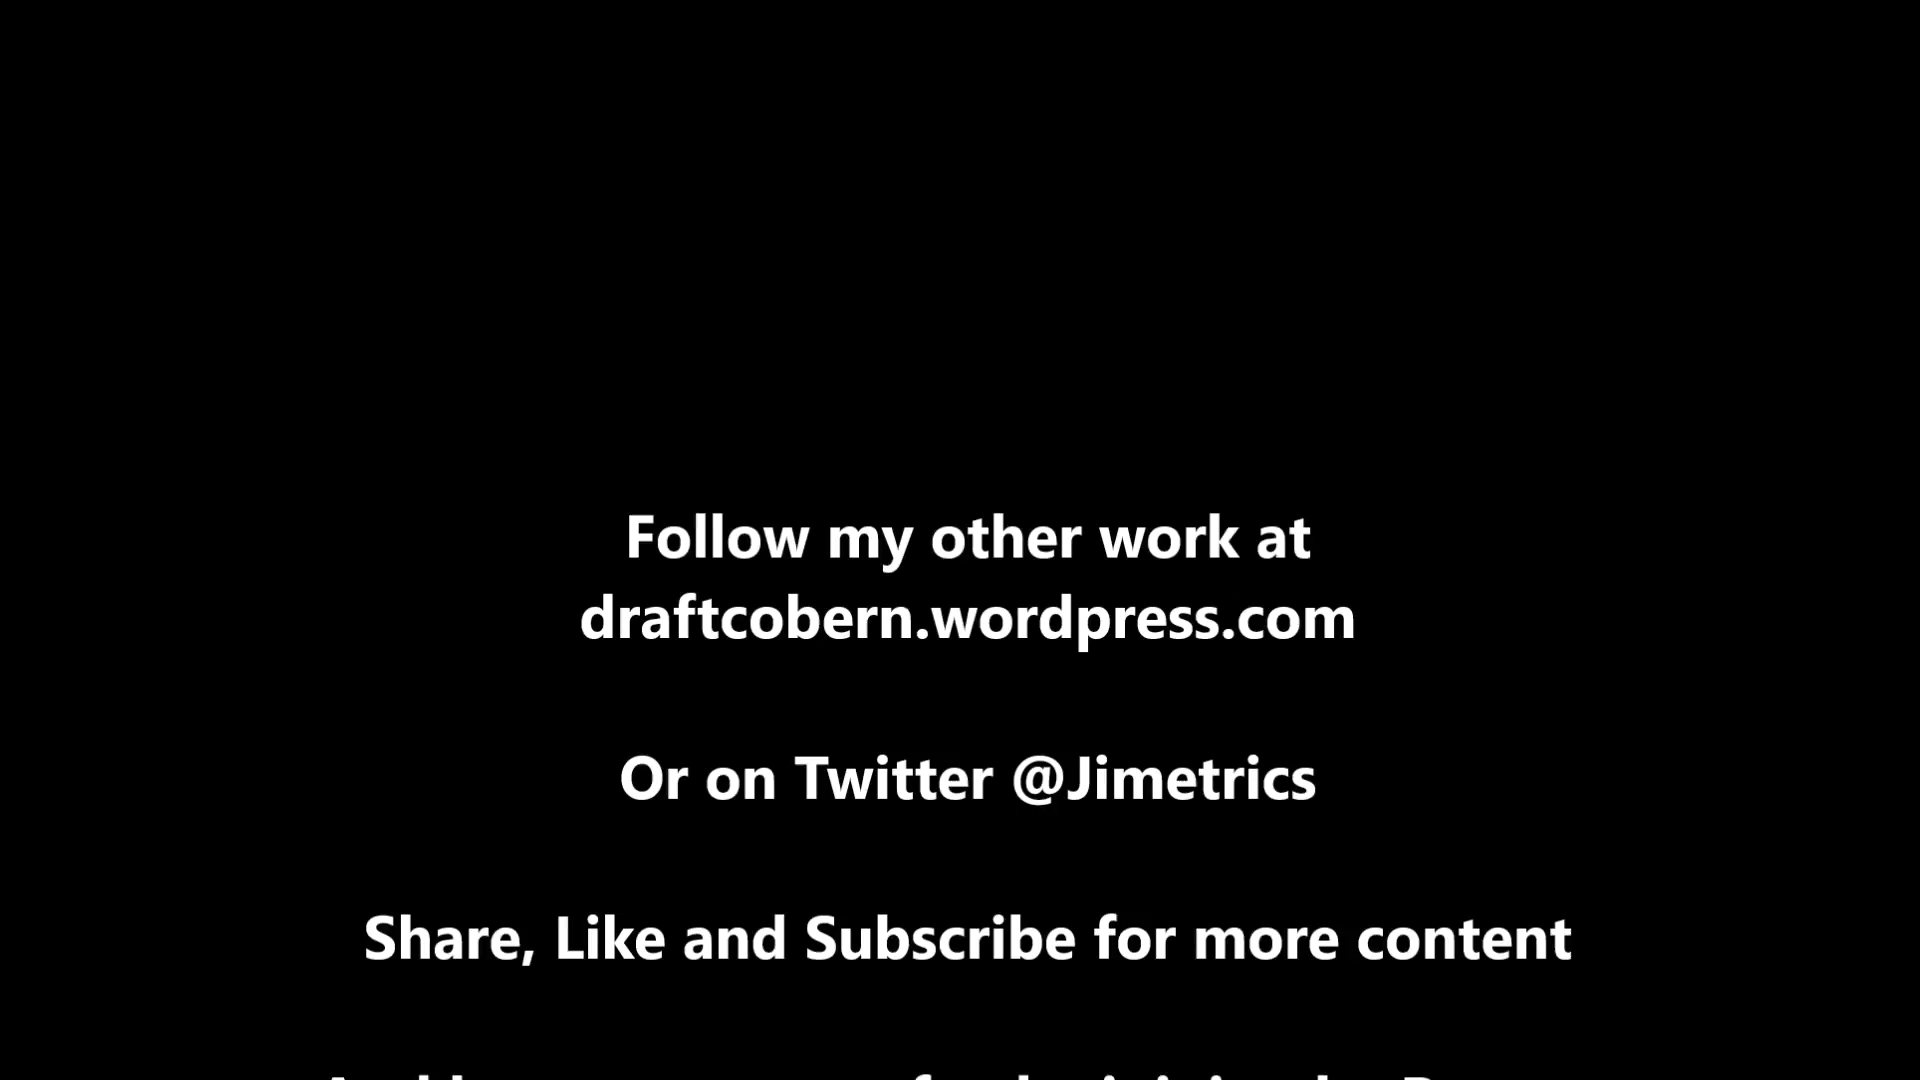 Follow my other work at
draftcobern.wordpress.com
Or on Twitter @Jimetrics
Share, Like and Subscribe for more content